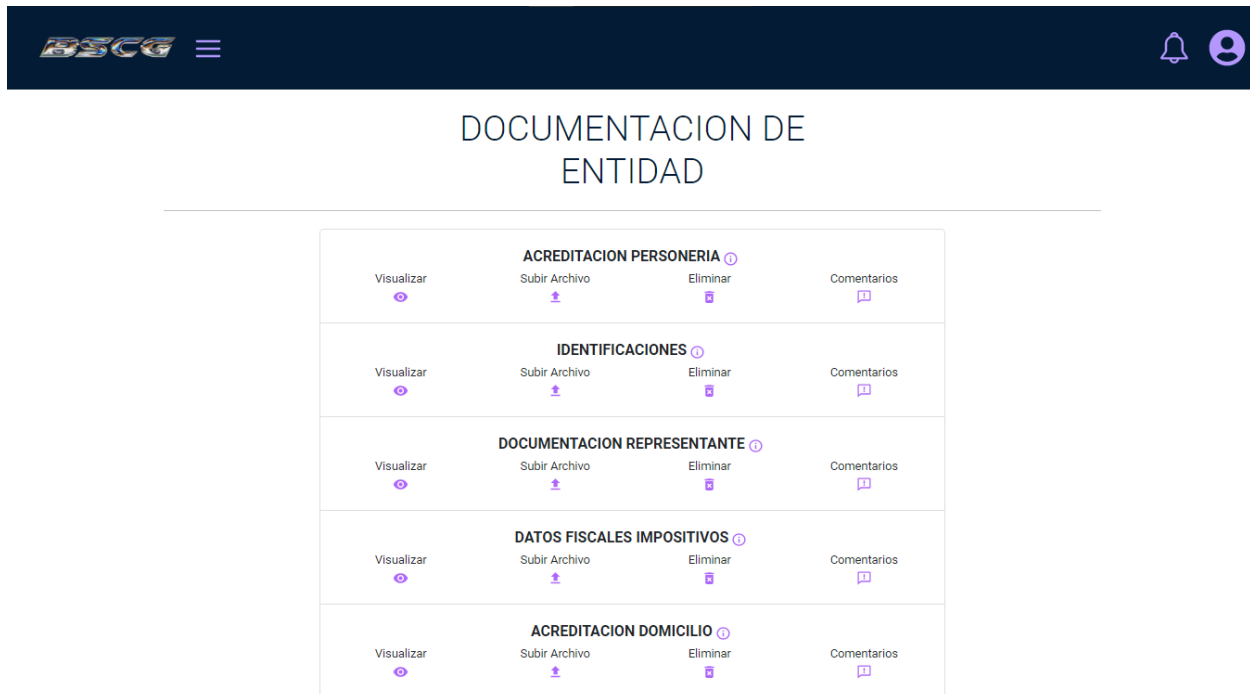 BSCG
DOCUMENTACION DE
ENTIDAD
ACREDITACION PERSONERIA
Visualizar Subir Archivo Eliminar Comentarios
IDENTIFICACIONES
Visualizar Subir Archivo Eliminar Comentarios
DOCUMENTACION REPRESENTANTE
Visualizar Subir Archivo Eliminar Comentarios
DATOS FISCALES IMPOSITIVOS
Visualizar Subir Archivo Eliminar Comentarios
ACREDITACION DOMICILIO
Visualizar Subir Archivo Eliminar Comentarios